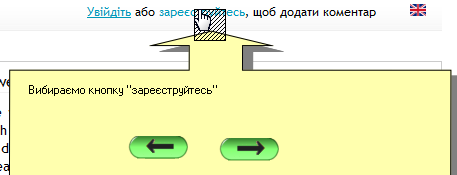 Увійдіть або зареєструйтесь, щоб додати коментар
Вибираємо кнопку "зареєструйтесь"